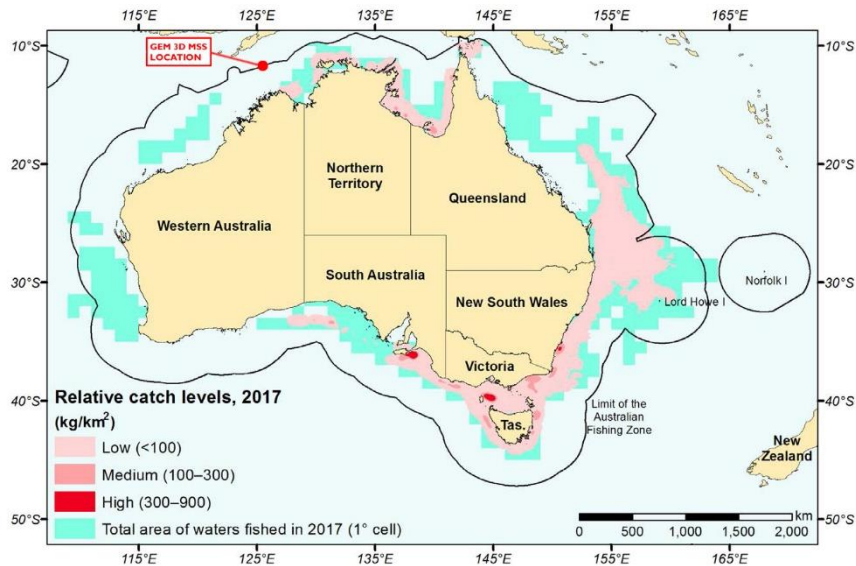 115°E 125°E 135°E 145°E 155°E 165°E
10°S 10°S
GEM 3D MSS
LOCATION
20°S 20°S
Northern
Territory
Queensland
Western Australia
South Australia
30°S 30°S
Norfolk I
Lord Howe I
New South Wales
Victoria
40°S 40°S
Tas.
Limit of the
Australian
Fishing Zone
New
Zealand
Relative catch levels, 2017
(kg/km²)
Low (<100)
Medium (100–300)
High (300–900)
Total area of waters fished in 2017 (1° cell)
km
0 500 1,000 1,500 2,000
50°S 50°S
115°E 125°E 135°E 145°E 155°E 165°E